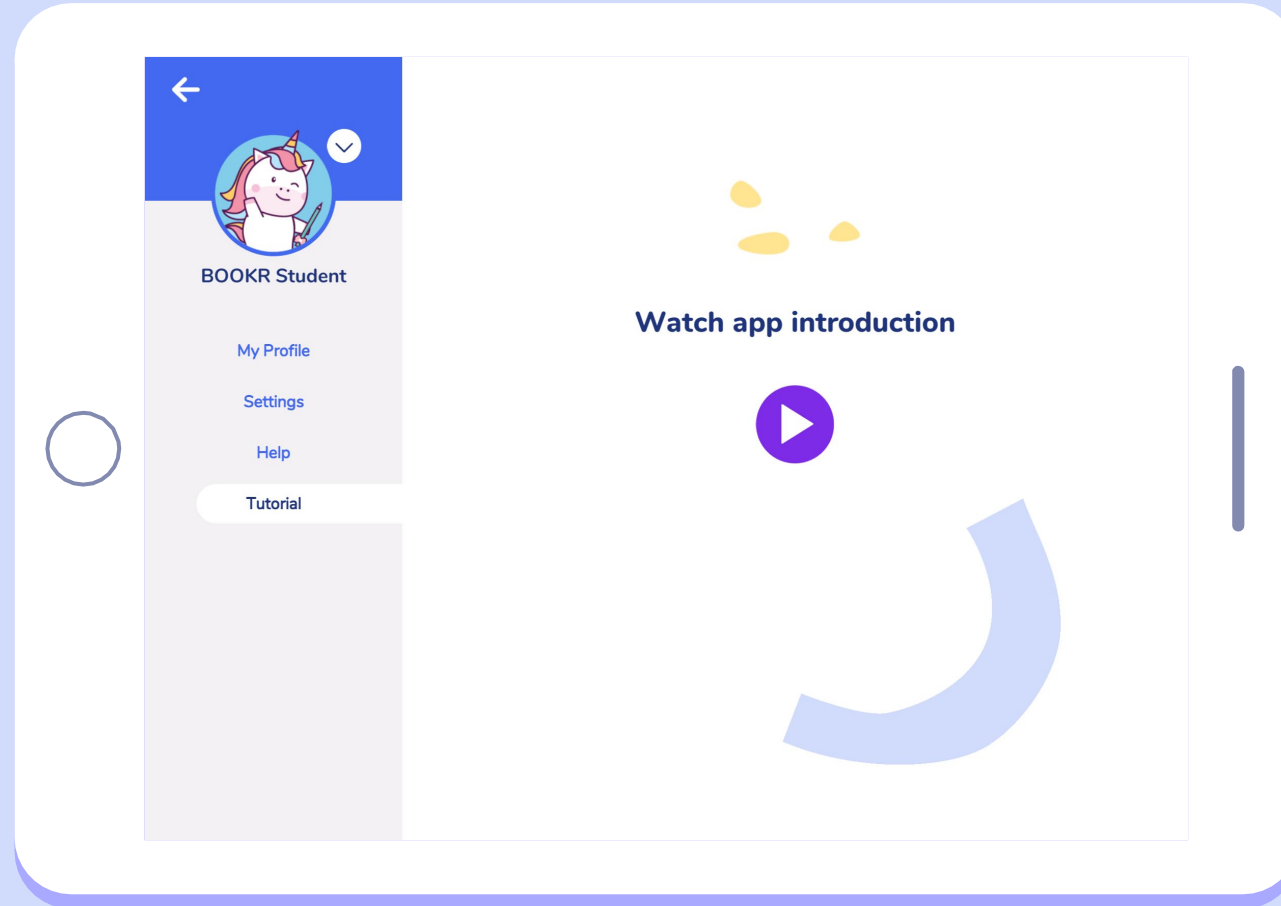 BOOKR Student
My Profile
Settings
Help
Tutorial
Watch app introduction